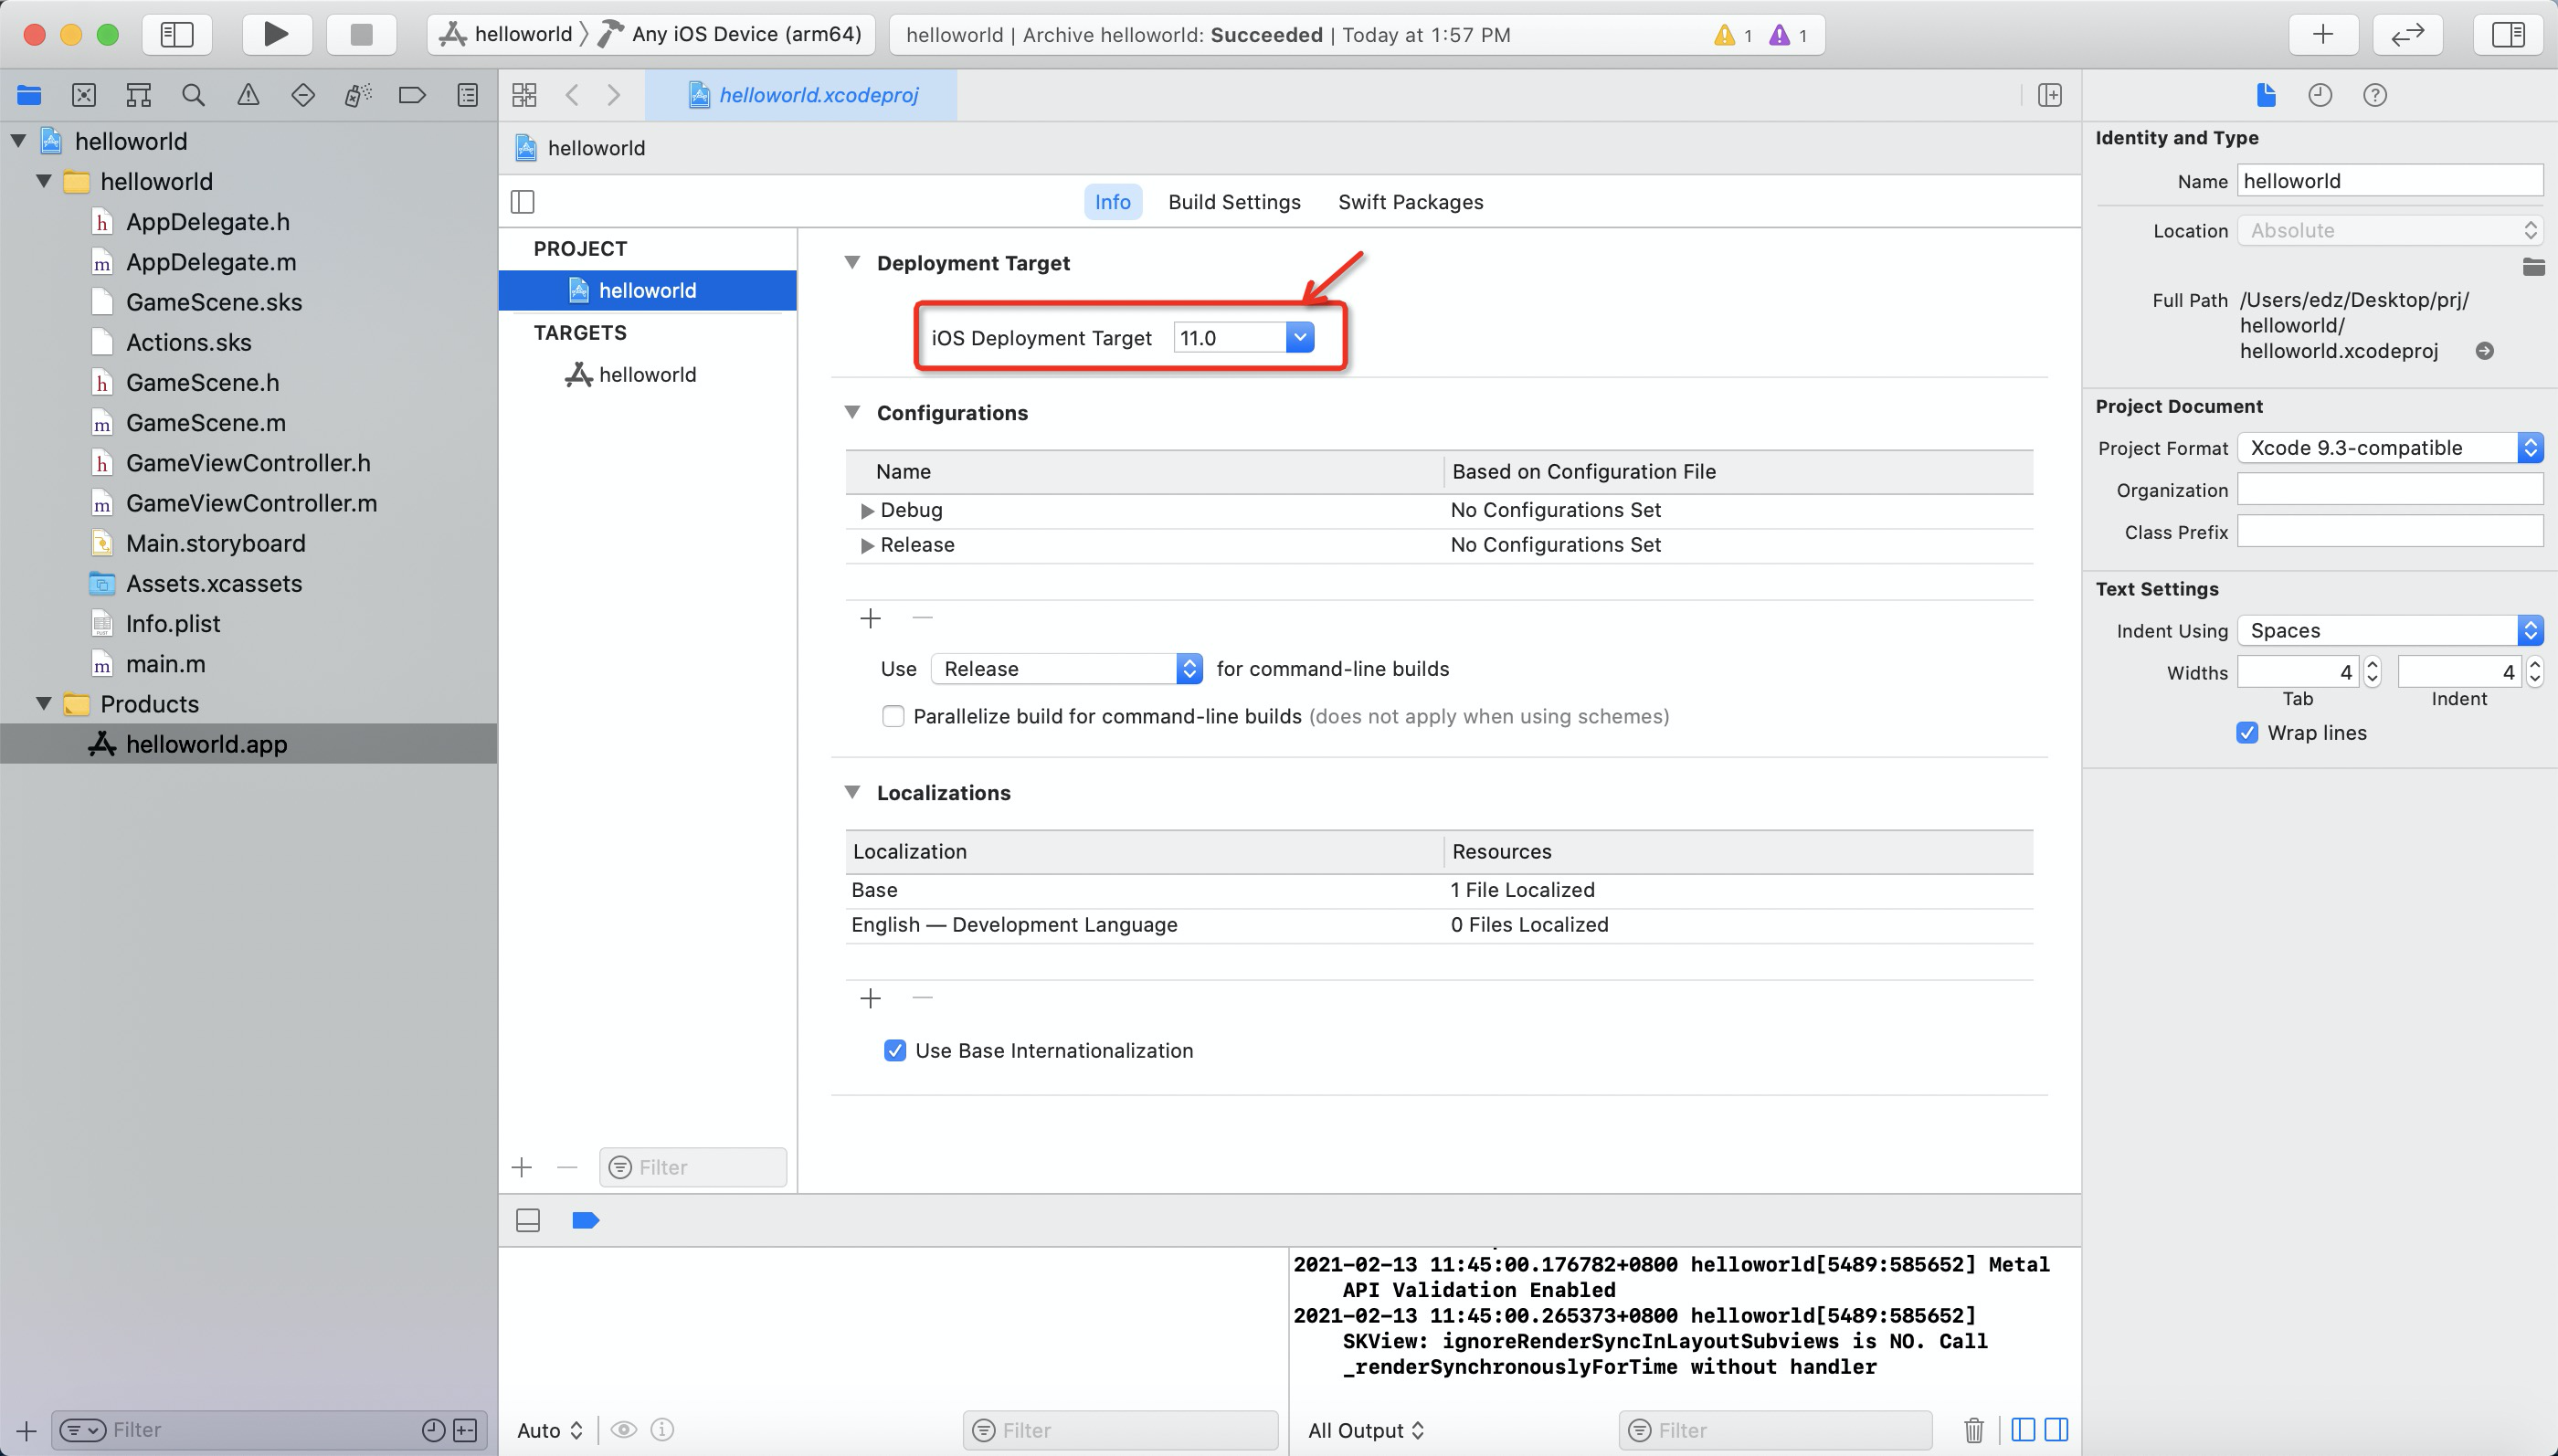 helloworld Any iOS Device (arm64)
helloworld | Archive helloworld: Succeeded | Today at 1:57 PM
1 1
helloworld
helloworld
AppDelegate.h
AppDelegate.m
GameScene.sks
Actions.sks
GameScene.h
GameScene.m
GameViewController.h
GameViewController.m
Main.storyboard
Assets.xcassets
Info.plist
main.m
Products
helloworld.app
Filter
helloworld.xcodeproj
helloworld
Info Build Settings Swift Packages
PROJECT
helloworld
TARGETS
helloworld
Filter
Deployment Target
iOS Deployment Target 11.0
Configurations
Name Based on Configuration File
Debug No Configurations Set
Release No Configurations Set
Use Release for command-line builds
Parallelize build for command-line builds (does not apply when using schemes)
Localizations
Localization Resources
Base 1 File Localized
English — Development Language 0 Files Localized
Use Base Internationalization
2021-02-13 11:45:00.176782+0800 helloworld[5489:585652] Metal
API Validation Enabled
2021-02-13 11:45:00.265373+0800 helloworld[5489:585652]
SKView: ignoreRenderSyncInLayoutSubviews is NO. Call
_renderSynchronouslyForTime without handler
Auto Filter
All Output Filter
Identity and Type
Name helloworld
Location Absolute
Full Path /Users/edz/Desktop/prj/
helloworld/
helloworld.xcodeproj
Project Document
Project Format Xcode 9.3-compatible
Organization
Class Prefix
Text Settings
Indent Using Spaces
Widths 4 4
Tab Indent
Wrap lines